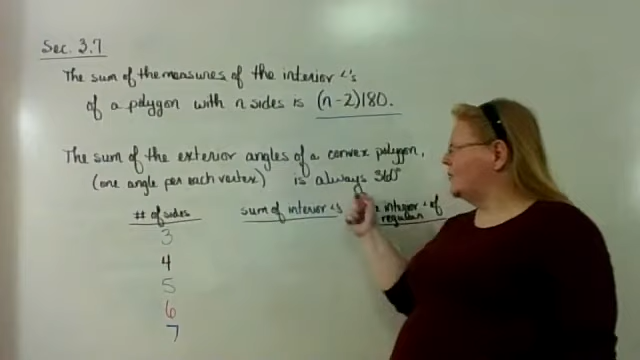 Sec. 3.7
The sum of the measures of the interior <'s
of a polygon with n sides is (n-2)180.
The sum of the exterior angles of a convex polygon,
(one angle per each vertex) is always 360°
# of sides sum of interior <'s interior < of
regular
3
4
5
6
7